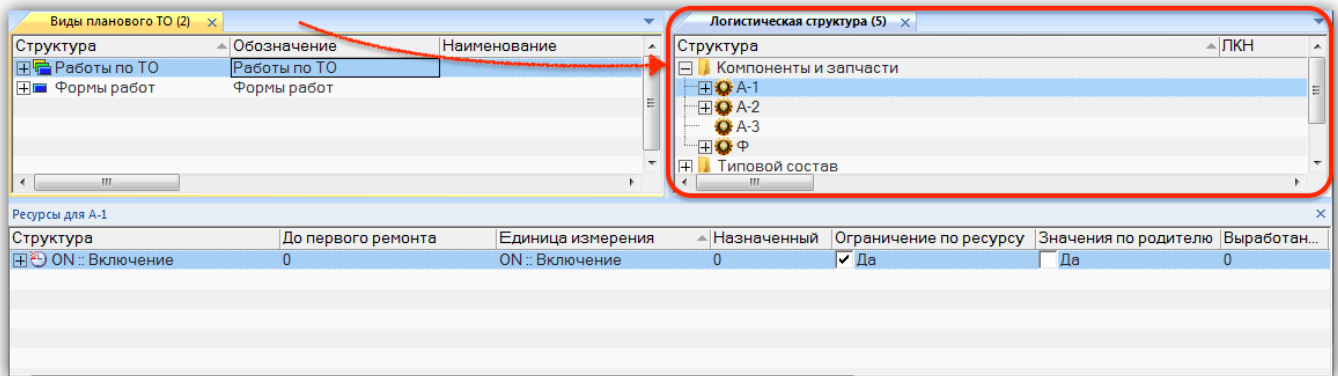 Виды планового ТО (2)
Структура Обозначение Наименование
Работы по ТО Работы по ТО
Формы работ Формы работ
Логистическая структура (5)
Структура ЛКН
Компоненты и запчасти
А-1
А-2
А-3
Ф
Типовой состав
Ресурсы для А-1
Структура До первого ремонта Единица измерения Назначенный Ограничение по ресурсу Значения по родителю Выработан...
ON :: Включение 0 ON :: Включение 0 Да Да 0